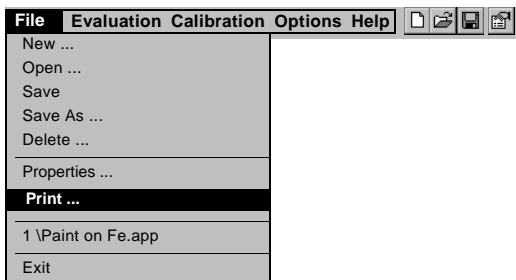 File Evaluation Calibration Options Help
New ...
Open ...
Save
Save As ...
Delete ...
Properties ...
Print ...
1 \Paint on Fe.app
Exit